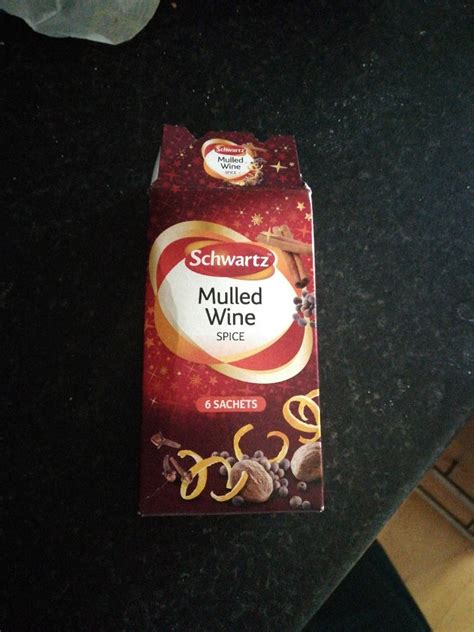 Schwartz
Mulled
Wine
SPICE
Schwartz
Mulled
Wine
SPICE
6 SACHETS